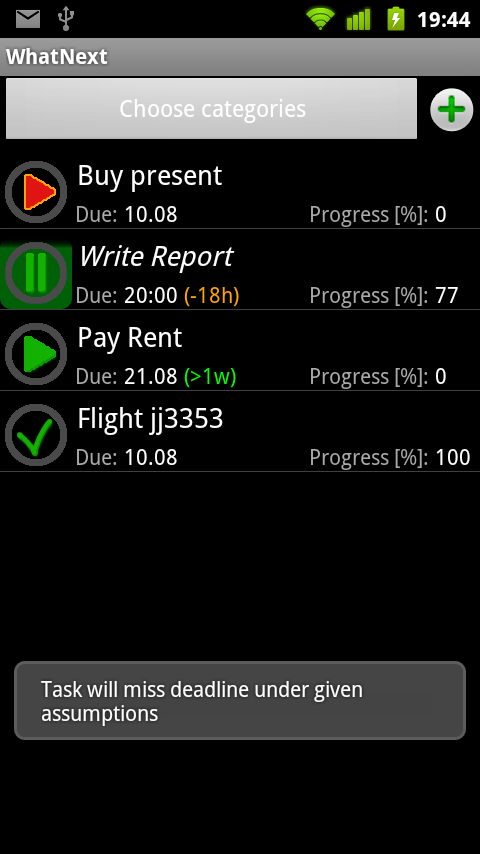 19:44
WhatNext
Choose categories
Buy present
Due: 10.08 Progress [%]: 0
Write Report
Due: 20:00 (-18h) Progress [%]: 77
Pay Rent
Due: 21.08 (>1w) Progress [%]: 0
Flight jj3353
Due: 10.08 Progress [%]: 100
Task will miss deadline under given
assumptions